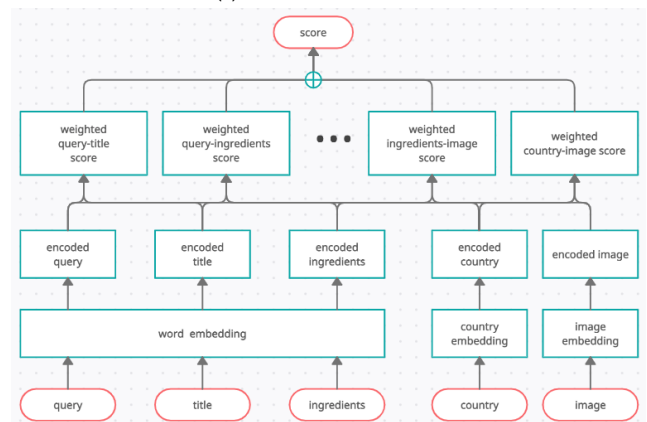 score
weighted
query-title
score
weighted
query-ingredients
score
weighted
ingredients-image
score
weighted
country-image score
encoded
query
encoded
title
encoded
ingredients
encoded
country
encoded image
word embedding
country
embedding
image
embedding
query
title
ingredients
country
image